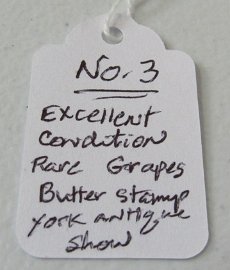 No. 3
Excellent
Condition
Rare Grapes
Butter stamp
York antique
show